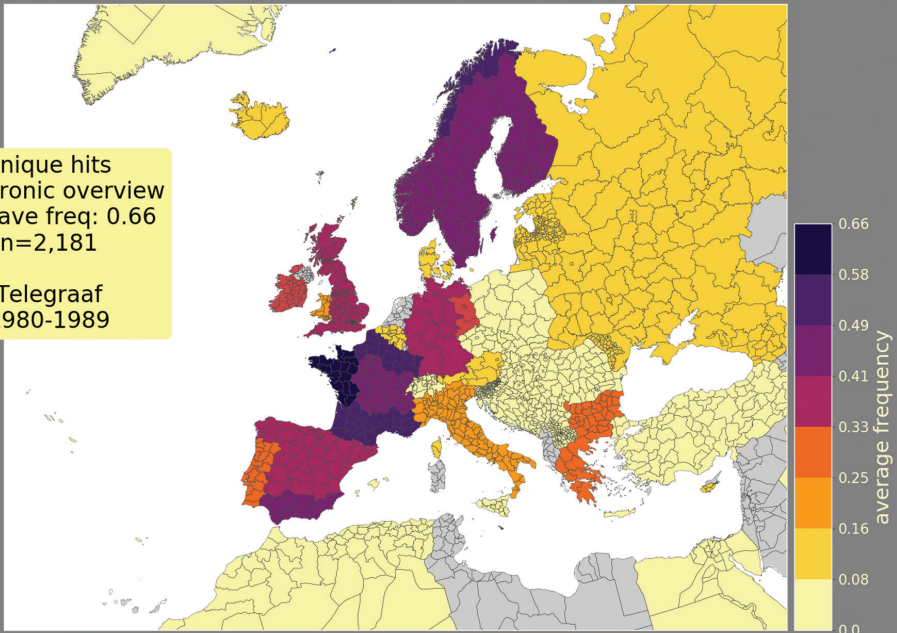 nique hits
ronic overview
ave freq: 0.66
n=2,181
Telegraaf
980-1989
0.66
0.58
0.49
0.41
0.33
0.25
0.16
0.08
0.0
average frequency